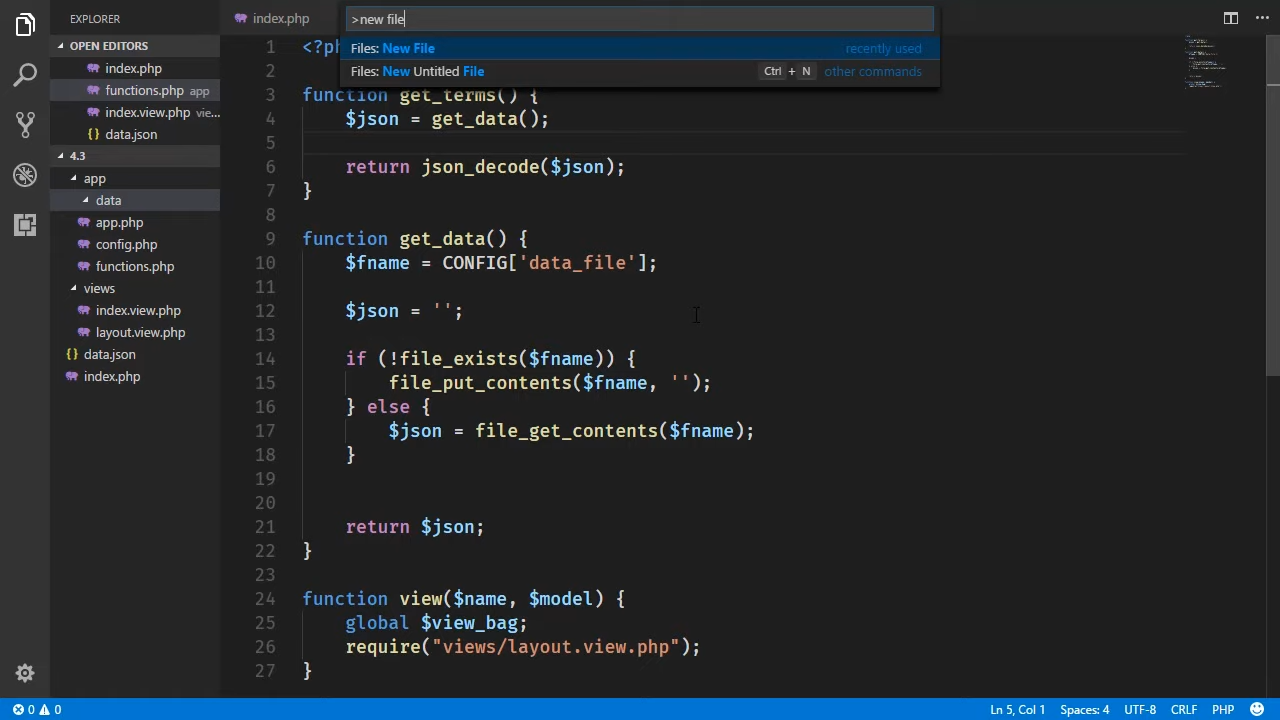 EXPLORER
OPEN EDITORS
index.php
functions.php app
index.view.php vie...
data.json
4.3
app
data
app.php
config.php
functions.php
views
index.view.php
layout.view.php
data.json
index.php
index.php
>new file
Files: New File recently used
Files: New Untitled File Ctrl + N other commands
1 <?ph
2
3 function get_terms() {
4 $json = get_data();
5
6 return json_decode($json);
7 }
8
9 function get_data() {
10 $fname = CONFIG['data_file'];
11
12 $json = '';
13
14 if (!file_exists($fname)) {
15 file_put_contents($fname, '');
16 } else {
17 $json = file_get_contents($fname);
18 }
19
20
21 return $json;
22 }
23
24 function view($name, $model) {
25 global $view_bag;
26 require("views/layout.view.php");
27 }
0 0
Ln 5, Col 1 Spaces: 4 UTF-8 CRLF PHP